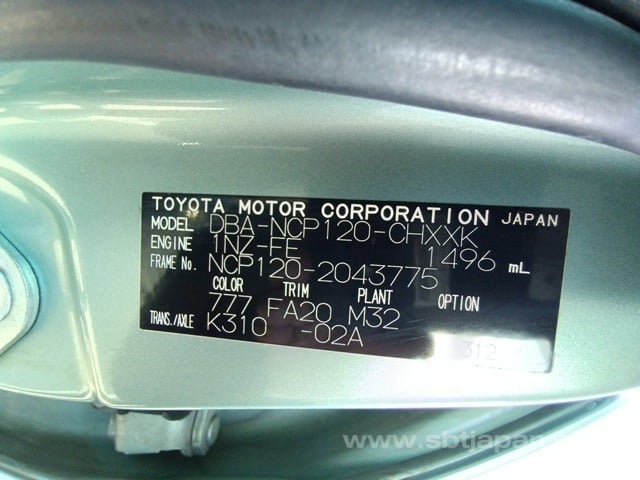 TOYOTA MOTOR CORPORATION JAPAN
MODEL DBA-NCP120-CHXXK
ENGINE 1NZ-FE 1496 mL
FRAME No. NCP120-2043775
COLOR TRIM PLANT OPTION
777 FA20 M32
TRANS./AXLE K310 -02A
312
www.sbtjapan